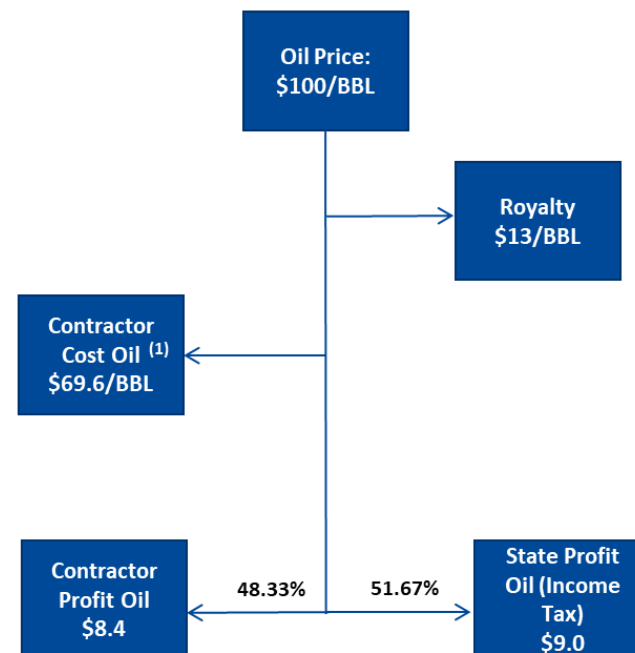 Oil Price:
$100/BBL
Royalty
$13/BBL
Contractor
Cost Oil (1)
$69.6/BBL
Contractor
Profit Oil
$8.4
48.33%
51.67%
State Profit
Oil (Income
Tax)
$9.0